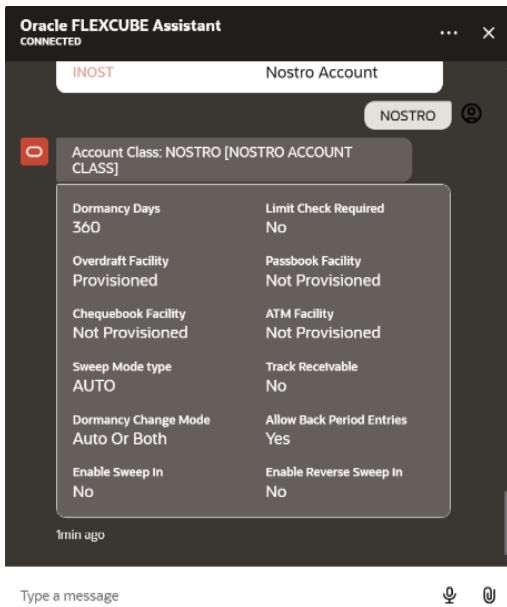 Oracle FLEXCUBE Assistant
CONNECTED
INOST Nostro Account
NOSTRO
Account Class: NOSTRO [NOSTRO ACCOUNT
CLASS]
Dormancy Days Limit Check Required
360 No
Overdraft Facility Passbook Facility
Provisioned Not Provisioned
Chequebook Facility ATM Facility
Not Provisioned Not Provisioned
Sweep Mode type Track Receivable
AUTO No
Dormancy Change Mode Allow Back Period Entries
Auto Or Both Yes
Enable Sweep In Enable Reverse Sweep In
No No
1min ago
Type a message